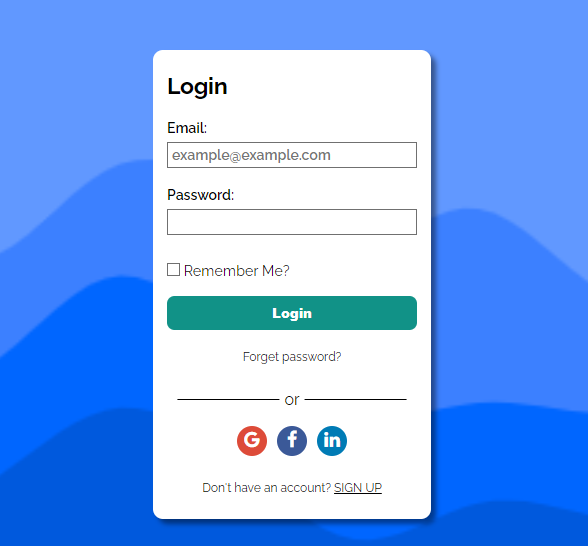 Login
Email:
example@example.com
Password:
Remember Me?
Login
Forget password?
or
G f in
Don't have an account? SIGN UP